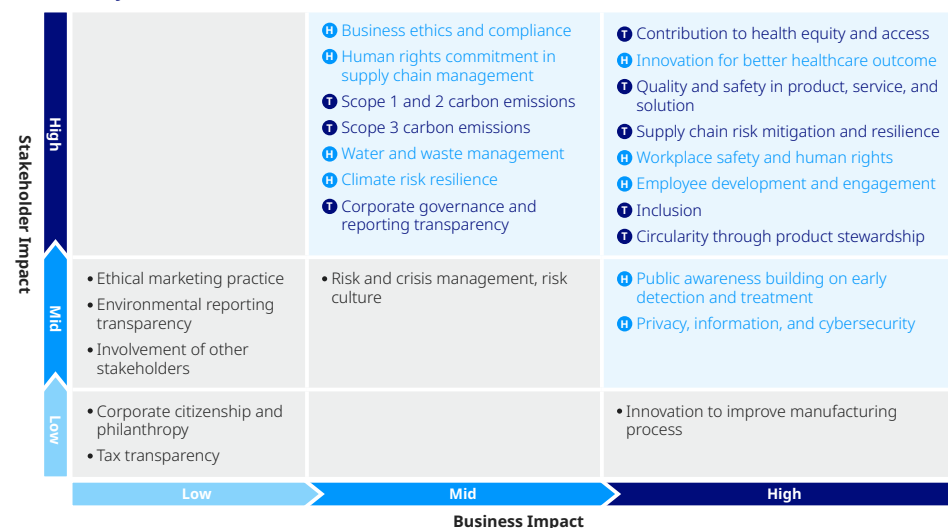 Stakeholder Impact
High
Ⓗ Business ethics and compliance
Ⓗ Human rights commitment in
supply chain management
Ⓣ Scope 1 and 2 carbon emissions
Ⓣ Scope 3 carbon emissions
Ⓗ Water and waste management
Ⓗ Climate risk resilience
Ⓣ Corporate governance and
reporting transparency
Ⓣ Contribution to health equity and access
Ⓗ Innovation for better healthcare outcome
Ⓣ Quality and safety in product, service, and
solution
Ⓣ Supply chain risk mitigation and resilience
Ⓗ Workplace safety and human rights
Ⓗ Employee development and engagement
Ⓣ Inclusion
Ⓣ Circularity through product stewardship
Mid
• Ethical marketing practice
• Environmental reporting
transparency
• Involvement of other
stakeholders
• Risk and crisis management, risk
culture
Ⓗ Public awareness building on early
detection and treatment
Ⓗ Privacy, information, and cybersecurity
Low
• Corporate citizenship and
philanthropy
• Tax transparency
• Innovation to improve manufacturing
process
Low
Mid
High
Business Impact